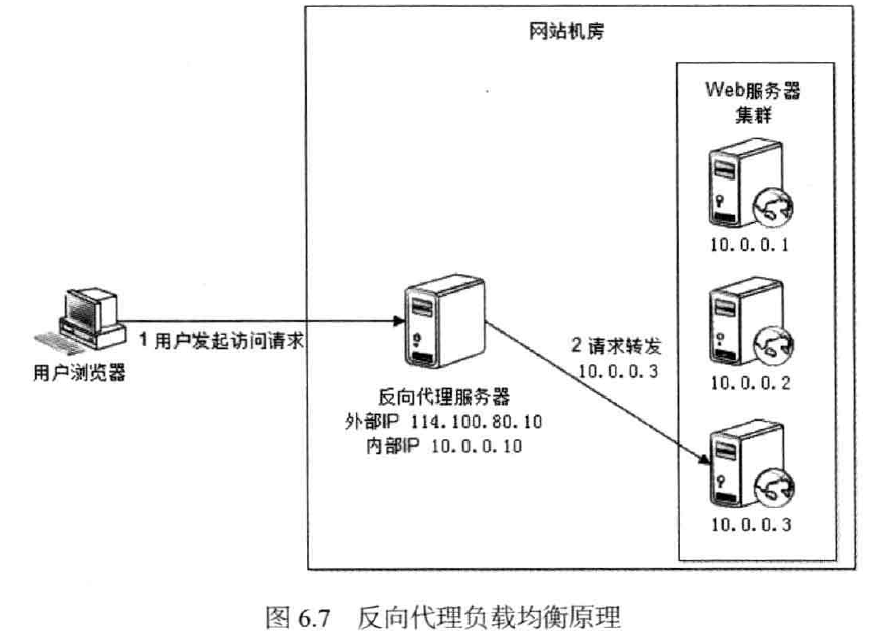 网站机房
Web服务器
集群
10.0.0.1
10.0.0.2
10.0.0.3
1 用户发起访问请求
用户浏览器
2 请求转发
10.0.0.3
反向代理服务器
外部IP 114.100.80.10
内部IP 10.0.0.10
图 6.7 反向代理负载均衡原理